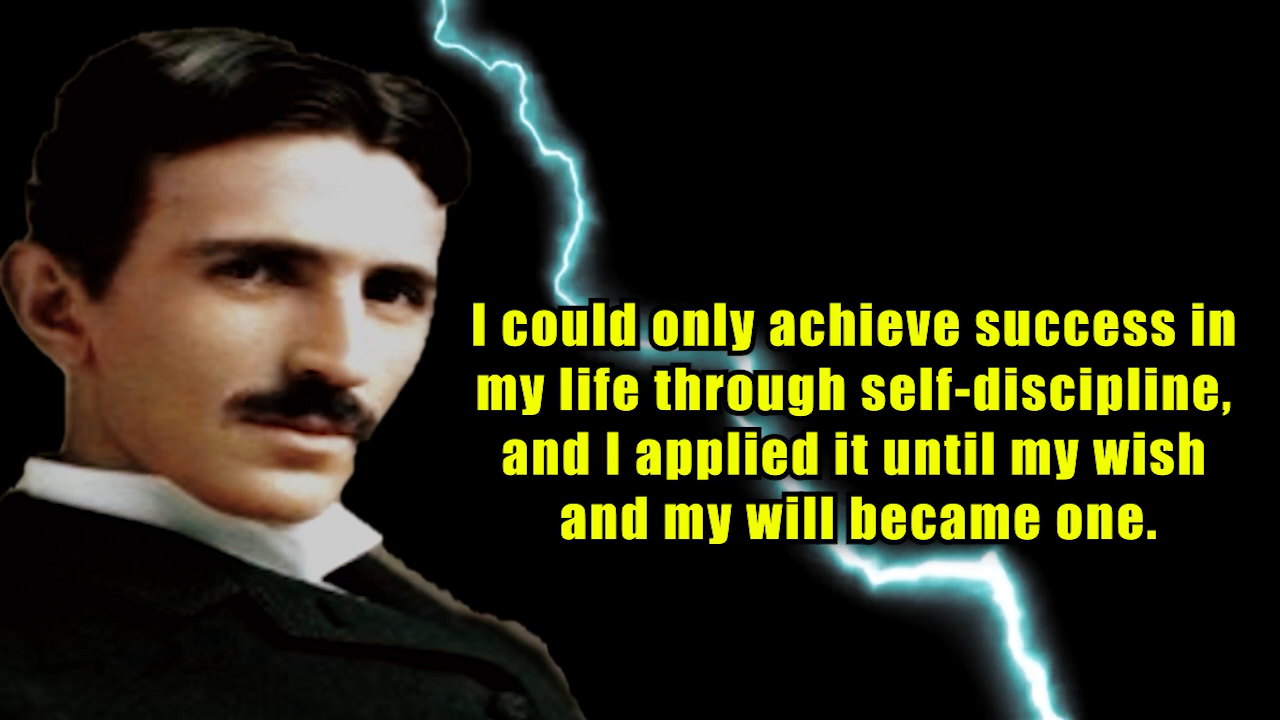 I could only achieve success in
my life through self-discipline,
and I applied it until my wish
and my will became one.